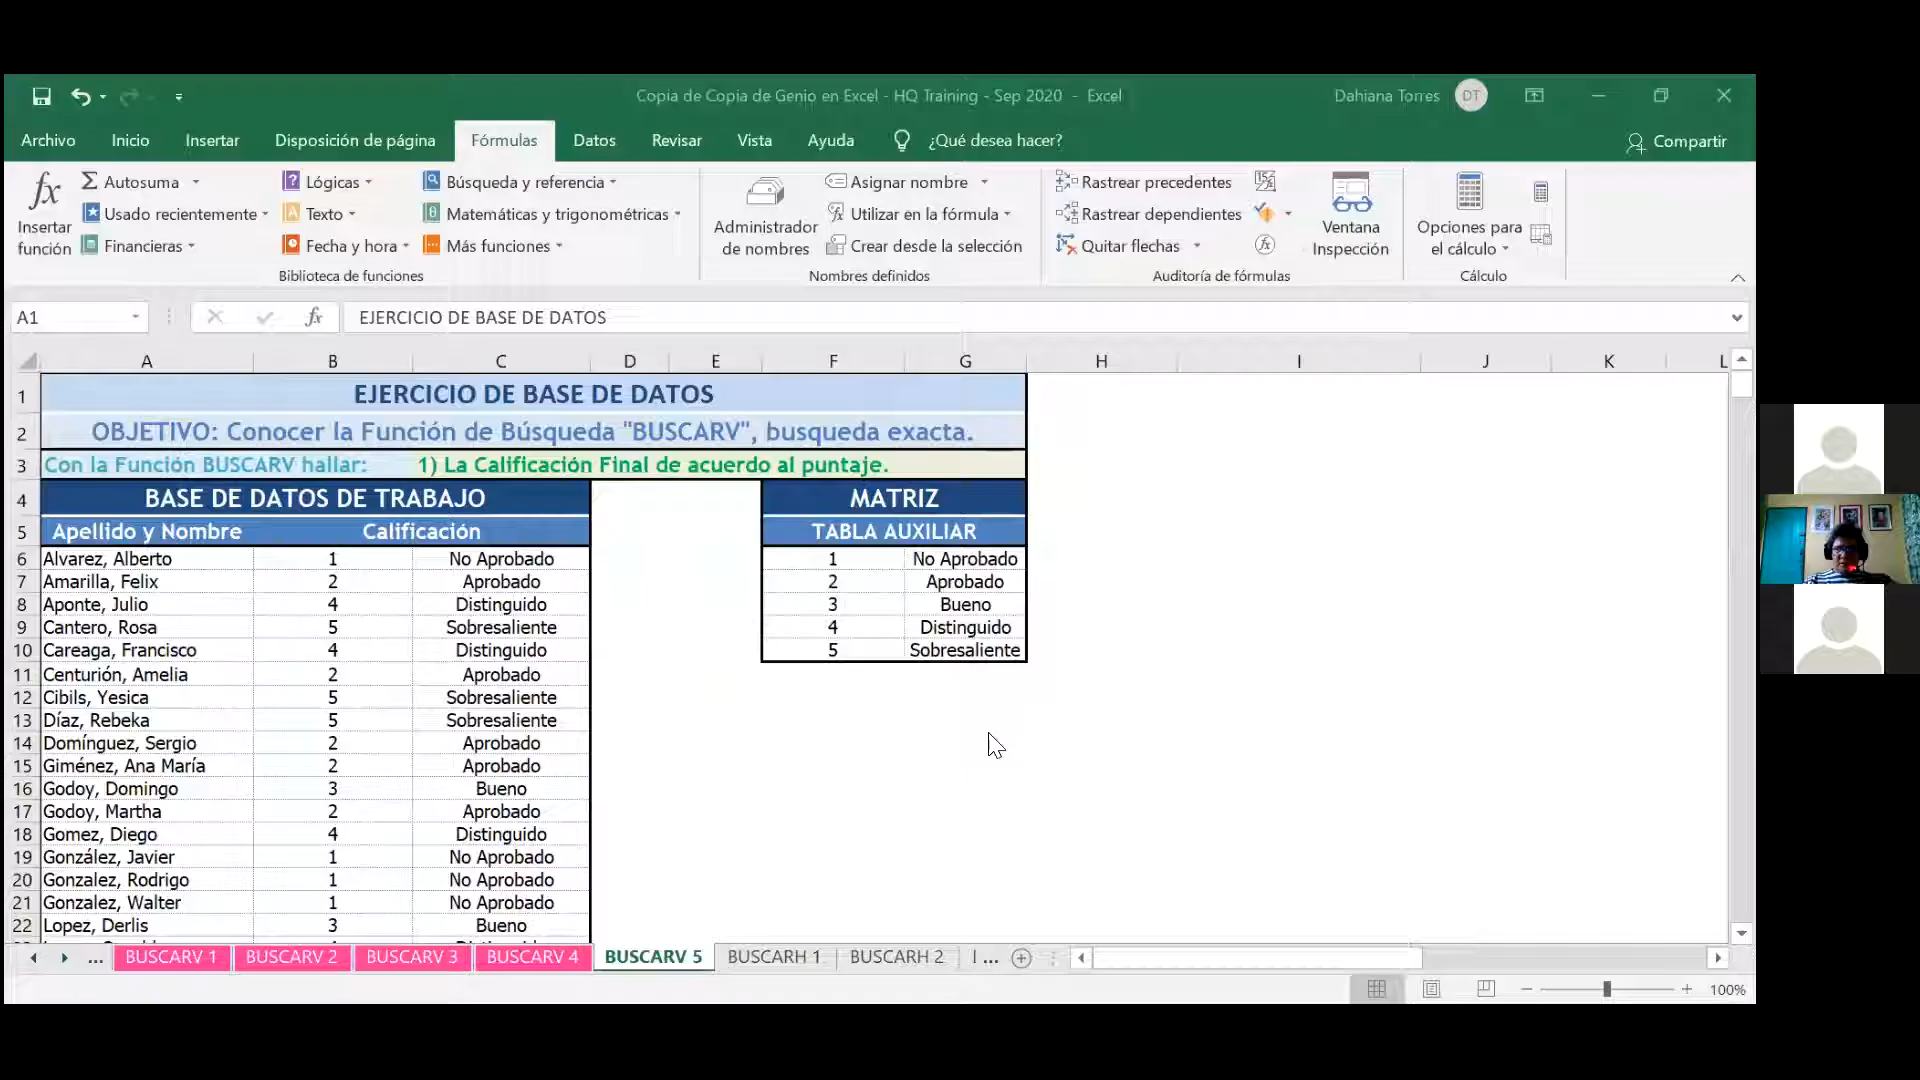 Copia de Copia de Genio en Excel - HQ Training - Sep 2020 - Excel
Dahiana Torres
DT
Archivo Inicio Insertar Disposición de página Fórmulas Datos Revisar Vista Ayuda ¿Qué desea hacer? Compartir
fx Insertar función
Autosuma
Usado recientemente
Financieras
Lógicas
Texto
Fecha y hora
Búsqueda y referencia
Matemáticas y trigonométricas
Más funciones
Biblioteca de funciones
Administrador de nombres
Asignar nombre
Utilizar en la fórmula
Crear desde la selección
Nombres definidos
Rastrear precedentes
Rastrear dependientes
Quitar flechas
Ventana Inspección
Auditoría de fórmulas
Opciones para el cálculo
Cálculo
A1 fx EJERCICIO DE BASE DE DATOS
A B C D E F G H I J K L
1 EJERCICIO DE BASE DE DATOS
2 OBJETIVO: Conocer la Función de Búsqueda "BUSCARV", busqueda exacta.
3 Con la Función BUSCARV hallar: 1) La Calificación Final de acuerdo al puntaje.
4 BASE DE DATOS DE TRABAJO MATRIZ
5 Apellido y Nombre Calificación TABLA AUXILIAR
6 Alvarez, Alberto 1 No Aprobado 1 No Aprobado
7 Amarilla, Felix 2 Aprobado 2 Aprobado
8 Aponte, Julio 4 Distinguido 3 Bueno
9 Cantero, Rosa 5 Sobresaliente 4 Distinguido
10 Careaga, Francisco 4 Distinguido 5 Sobresaliente
11 Centurión, Amelia 2 Aprobado
12 Cibils, Yesica 5 Sobresaliente
13 Díaz, Rebeka 5 Sobresaliente
14 Domínguez, Sergio 2 Aprobado
15 Giménez, Ana María 2 Aprobado
16 Godoy, Domingo 3 Bueno
17 Godoy, Martha 2 Aprobado
18 Gomez, Diego 4 Distinguido
19 González, Javier 1 No Aprobado
20 Gonzalez, Rodrigo 1 No Aprobado
21 Gonzalez, Walter 1 No Aprobado
22 Lopez, Derlis 3 Bueno
... BUSCARV 1 BUSCARV 2 BUSCARV 3 BUSCARV 4 BUSCARV 5 BUSCARH 1 BUSCARH 2 ...
100%